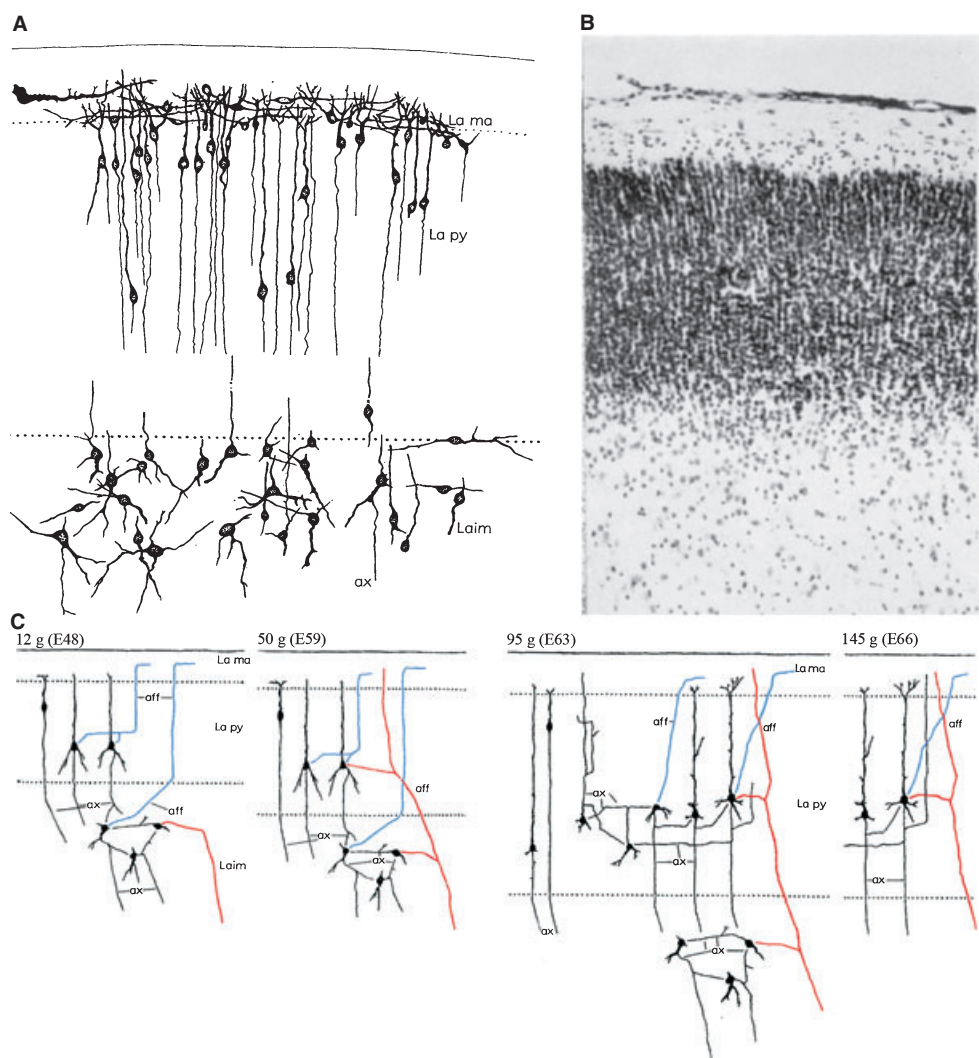 A
B
La ma
La py
Laim
ax
C
12 g (E48)
50 g (E59)
95 g (E63)
145 g (E66)
La ma
aff
La py
ax
aff
Laim
ax
aff
ax
ax
La ma
aff
aff
La py
ax
ax
ax
ax
aff
ax